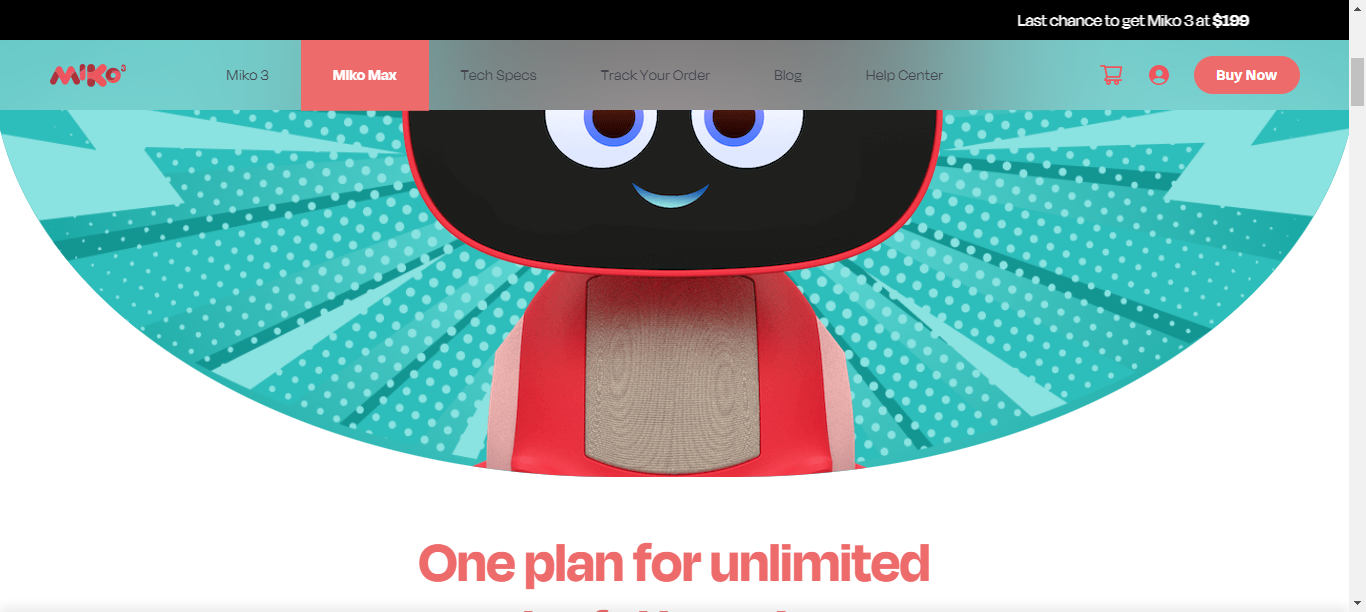 Last chance to get Miko 3 at $199
MIKO3
Miko 3
MIko Max
Tech Specs
Track Your Order
Blog
Help Center
Buy Now
One plan for unlimited